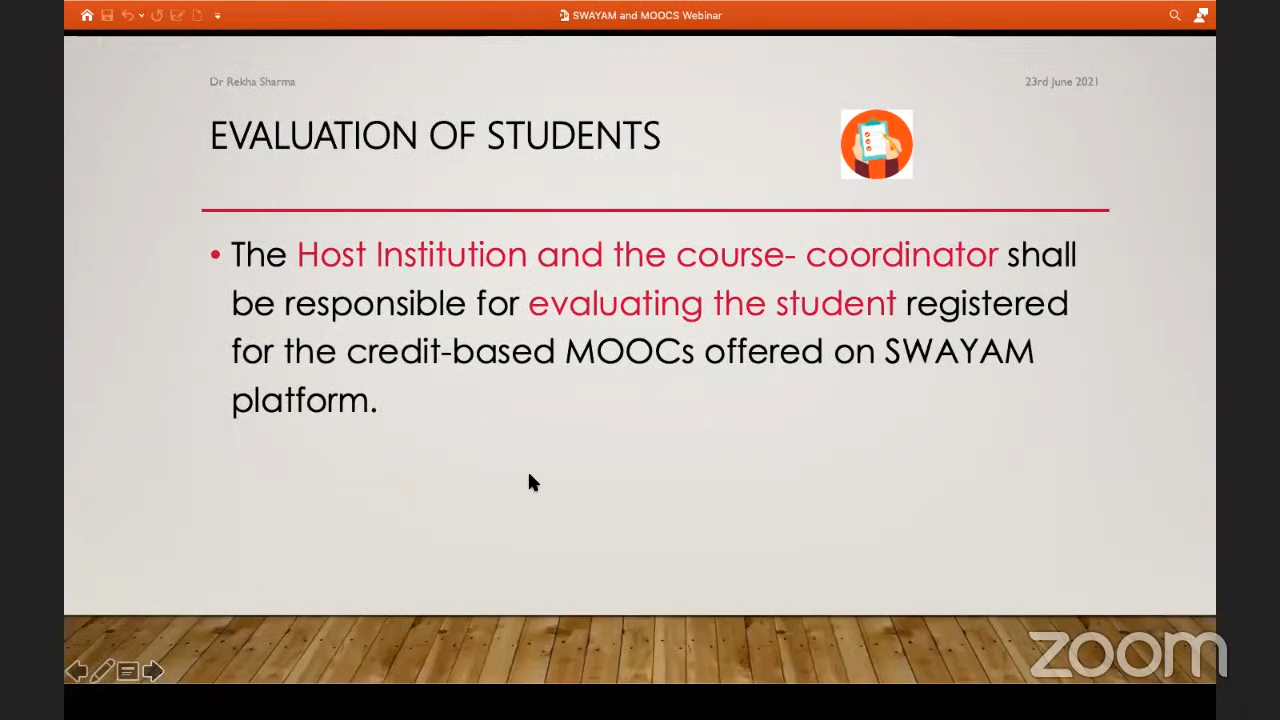 SWAYAM and MOOCS Webinar
Dr Rekha Sharma
23rd June 2021
EVALUATION OF STUDENTS
• The Host Institution and the course- coordinator shall
be responsible for evaluating the student registered
for the credit-based MOOCs offered on SWAYAM
platform.
zoom